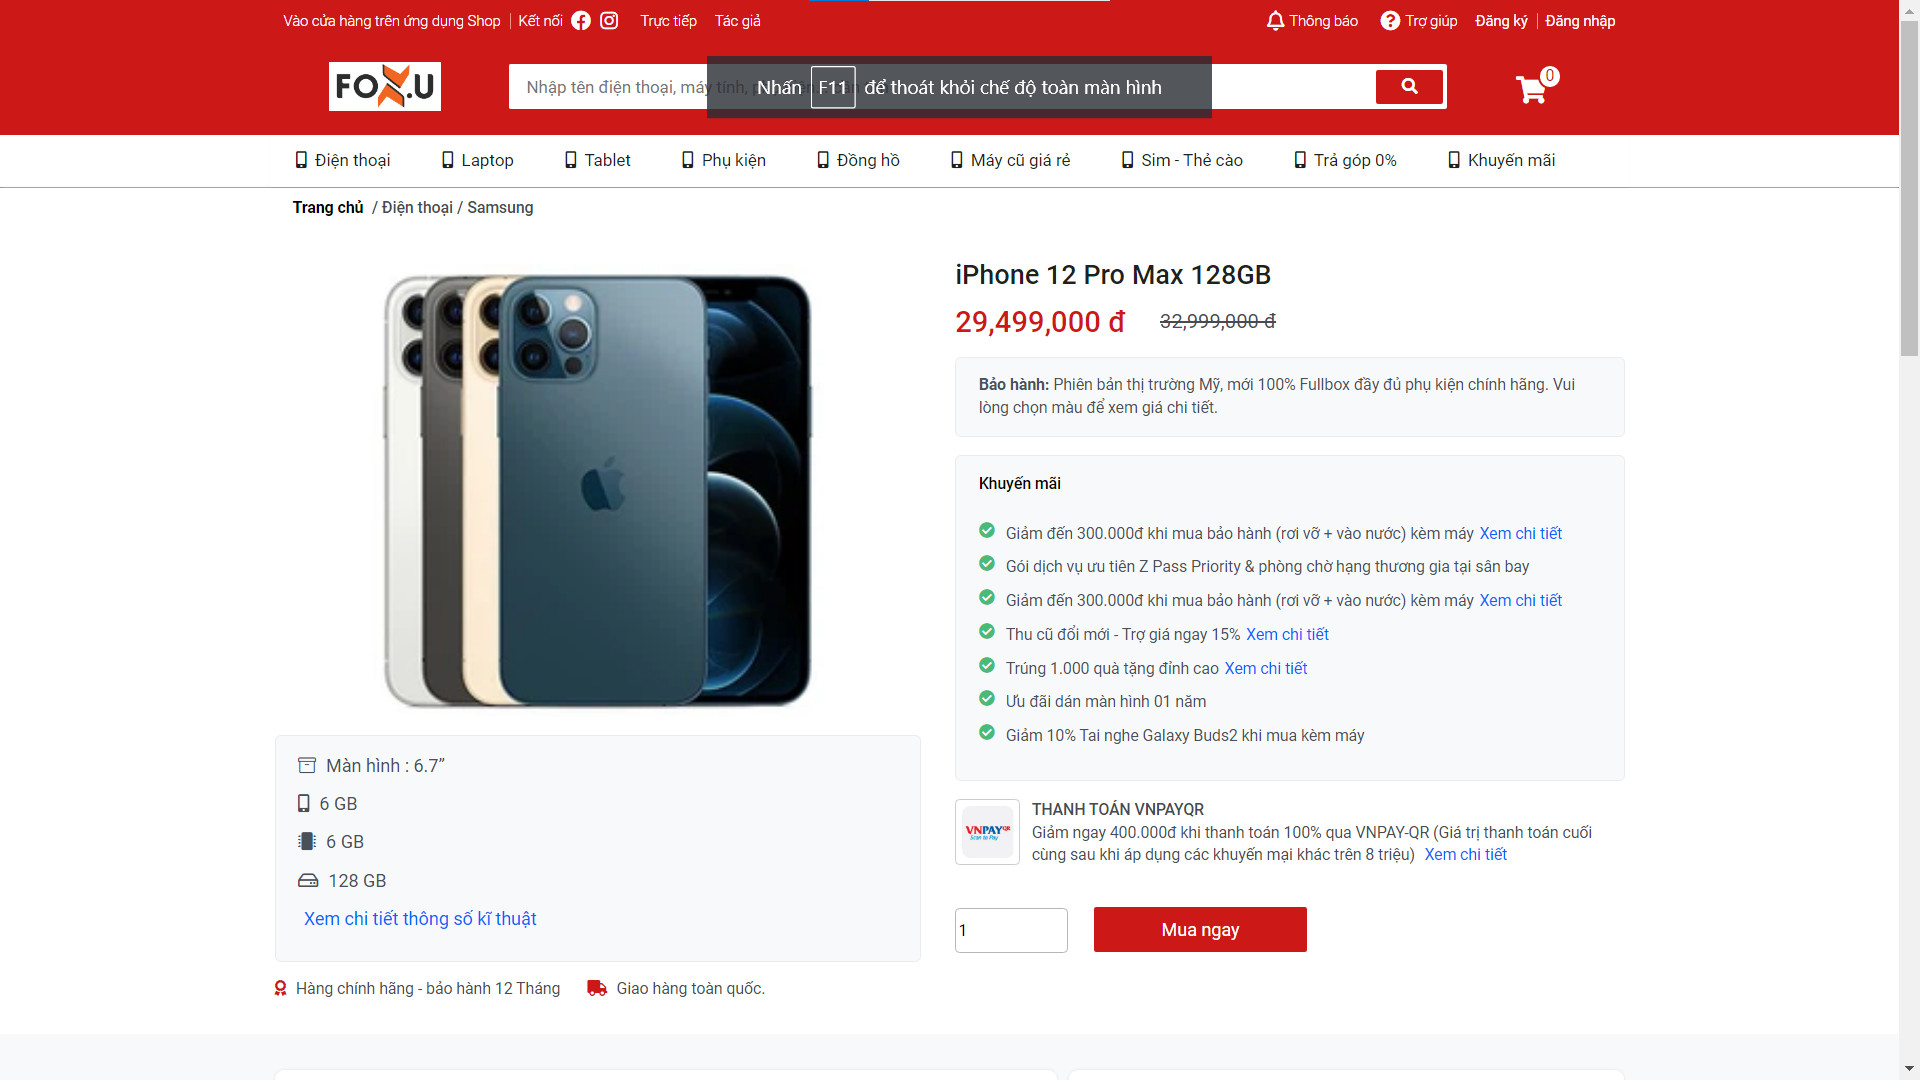 Vào cửa hàng trên ứng dụng Shop | Kết nối Trực tiếp Tác giả
Thông báo Trợ giúp Đăng ký | Đăng nhập
FOX.U
Nhập tên điện thoại, máy tính,
Nhấn F11 để thoát khỏi chế độ toàn màn hình
0
Điện thoại Laptop Tablet Phụ kiện Đồng hồ Máy cũ giá rẻ Sim - Thẻ cào Trả góp 0% Khuyến mãi
Trang chủ / Điện thoại / Samsung
iPhone 12 Pro Max 128GB
29,499,000 đ 32,999,000 đ
Bảo hành: Phiên bản thị trường Mỹ, mới 100% Fullbox đầy đủ phụ kiện chính hãng. Vui
lòng chọn màu để xem giá chi tiết.
Khuyến mãi
Giảm đến 300.000đ khi mua bảo hành (rơi vỡ + vào nước) kèm máy Xem chi tiết
Gói dịch vụ ưu tiên Z Pass Priority & phòng chờ hạng thương gia tại sân bay
Giảm đến 300.000đ khi mua bảo hành (rơi vỡ + vào nước) kèm máy Xem chi tiết
Thu cũ đổi mới - Trợ giá ngay 15% Xem chi tiết
Trúng 1.000 quà tặng đỉnh cao Xem chi tiết
Ưu đãi dán màn hình 01 năm
Giảm 10% Tai nghe Galaxy Buds2 khi mua kèm máy
VNPAYQR
Scan to Pay
THANH TOÁN VNPAYQR
Giảm ngay 400.000đ khi thanh toán 100% qua VNPAY-QR (Giá trị thanh toán cuối
cùng sau khi áp dụng các khuyến mại khác trên 8 triệu) Xem chi tiết
1
Mua ngay
Màn hình : 6.7”
6 GB
6 GB
128 GB
Xem chi tiết thông số kĩ thuật
Hàng chính hãng - bảo hành 12 Tháng Giao hàng toàn quốc.